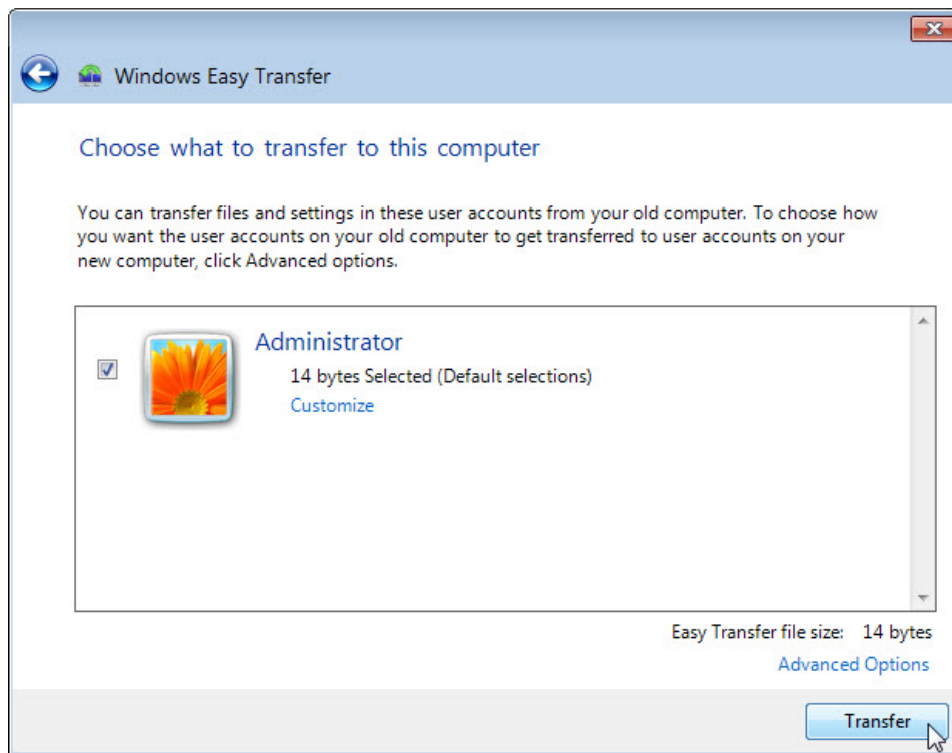 Windows Easy Transfer
Choose what to transfer to this computer
You can transfer files and settings in these user accounts from your old computer. To choose how
you want the user accounts on your old computer to get transferred to user accounts on your
new computer, click Advanced options.
Administrator
14 bytes Selected (Default selections)
Customize
Easy Transfer file size: 14 bytes
Advanced Options
Transfer